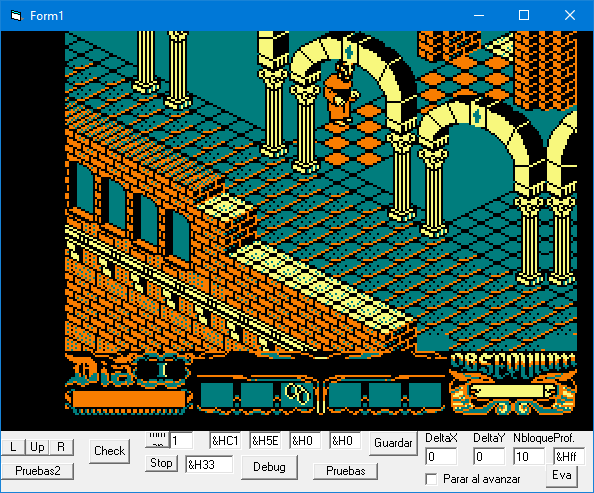 Form1
I
OBSEQUIUM
L Up R Check 1 &HC1 &H5E &H0 &H0 Guardar DeltaX DeltaY NbloqueProf.
0 0 10 &Hff
Pruebas2 Stop &H33 Debug Pruebas Parar al avanzar Eva